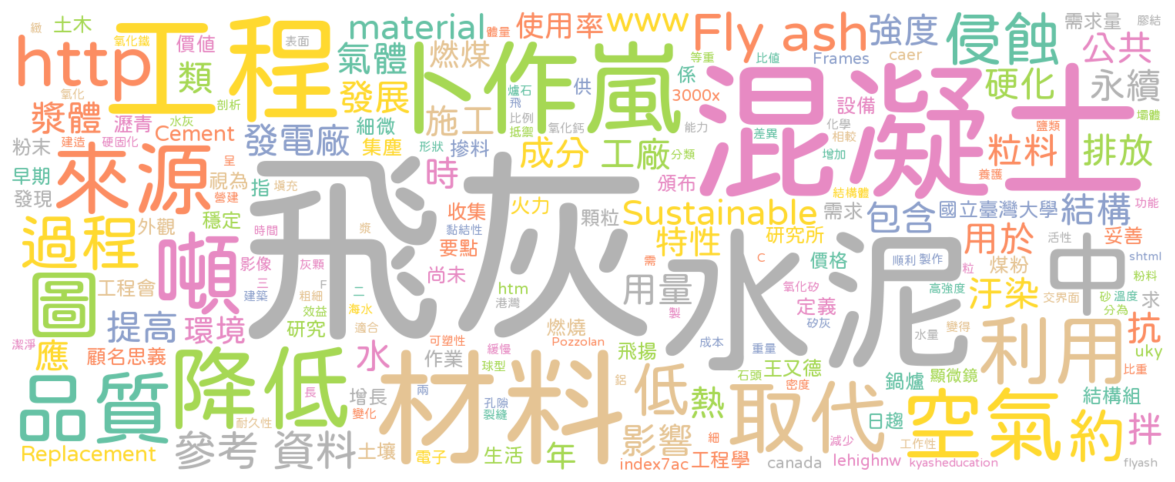 飛灰
混凝土
水泥
工程
材料
卜作嵐
http
來源
噸
圖
品質
降低
過程
中
利用
取代
空氣
低
約
Fly ash
侵蝕
www
material
使用率
強度
需求量
公共
永續
硬化
土木
緻
氧化鐵
表面
體量
膠結
價值
類
氣體
燃煤
發展
漿體
瀝青
Cement
發電廠
細微
集塵
施工
成分
工廠
時
摻料
形狀
爐石
飛
供
係
等重
比值
Frames
caer
3000x
設備
比例
抵禦
氧化鈣
能力
差異
化學
相較
增加
分類
頒布
粒料
養護
排放
鹽類
墻體
粉末
建造
硬固化
水灰
氧化
剖析
早期
發現
視為
呈
營建
填充
指
穩定
外觀
時間
漿
收集
黏結性
要點
火力
顆粒
Sustainable
特性
研究所
需求
包含
國立臺灣大學
結構
結構體
功能
用於
妥善
活性
shtml
煤粉
粉料
汙染
交界面
砂
溫度
分為
求
抗
uky
比重
粒
順利
製作
高強度
價格
C
氧化矽
定義
用量
製
矽灰
水量
變得
需
港灣
htm
尚未
影像
灰顆
三
F
二
工程會
建築
粗細
效益
海水
研究
適合
環境
提高
潔淨
顧名思義
應
水
可塑性
緩慢
燃燒
Pozzolan
作業
球型
飛揚
成本
重量
石頭
王又德
密度
鍋爐
顯微鏡
結構組
日趨
拌
熱
鋁
兩
孔隙
裂縫
增長
長
變化
耐久性
參考
資料
Replacement
土壤
電子
生活
年
影響
細
index7ac
工程學
減少
工作性
canada
lehighnw
kyasheducation
flyash